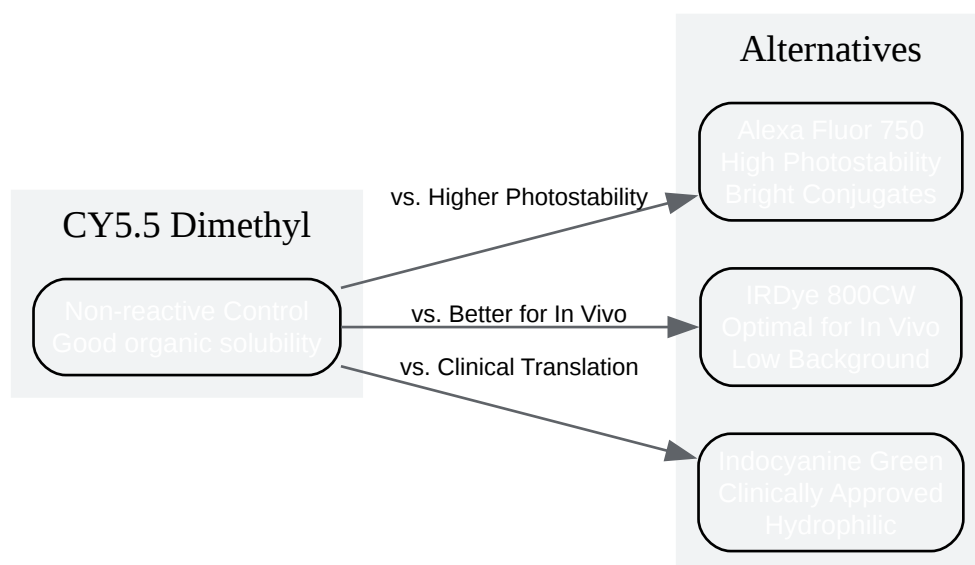 CY5.5 Dimethyl
Non-reactive Control
Good organic solubility
vs. Higher Photostability
vs. Better for In Vivo
vs. Clinical Translation
Alternatives
Alexa Fluor 750
High Photostability
Bright Conjugates
IRDye 800CW
Optimal for In Vivo
Low Background
Indocyanine Green
Clinically Approved
Hydrophilic